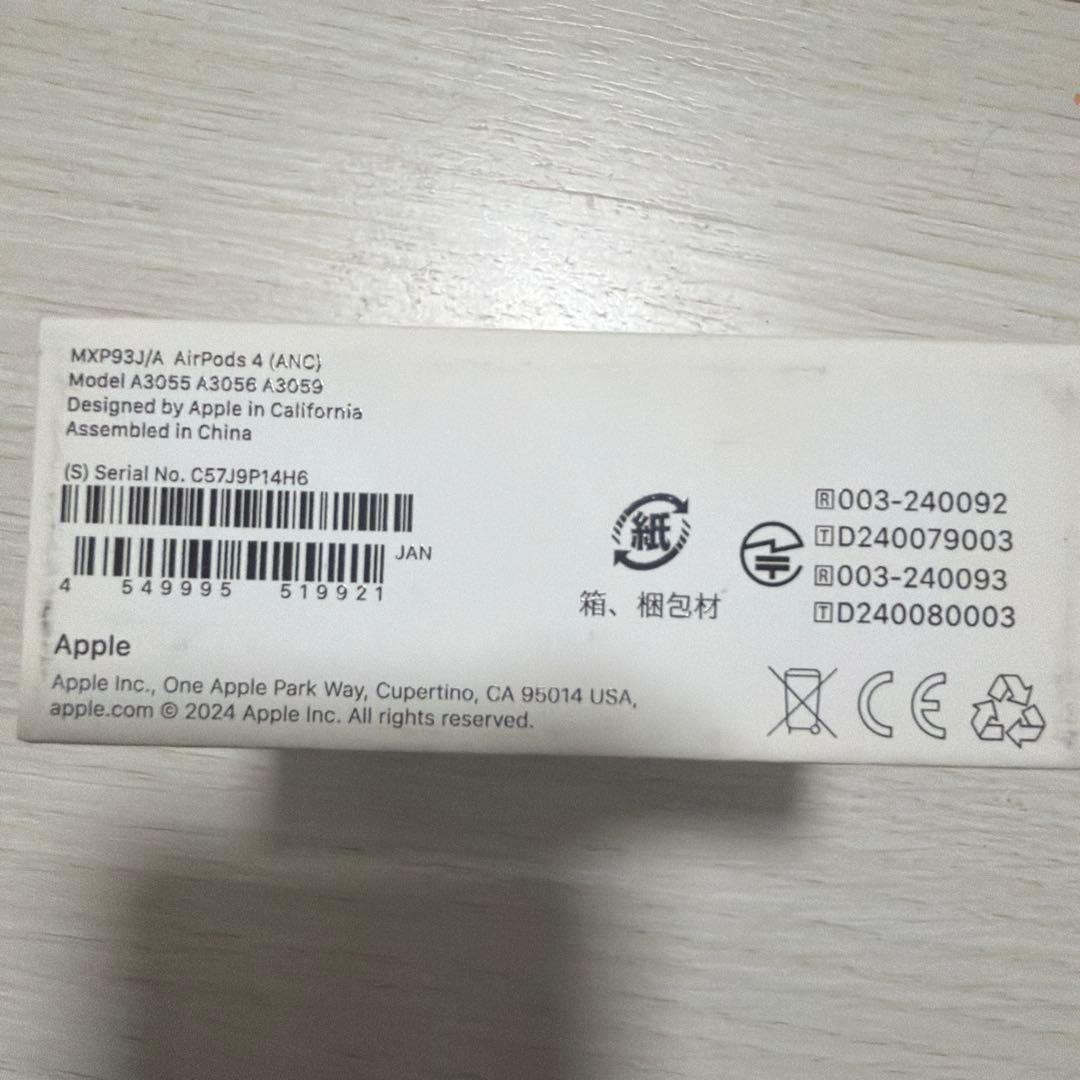 MXP93J/A AirPods 4 (ANC)
Model A3055 A3056 A3059
Designed by Apple in California
Assembled in China
(S) Serial No. C57J9P14H6
JAN
4 549995 519921
紙
箱、梱包材
R003-240092
TD240079003
R003-240093
TD240080003
Apple
Apple Inc., One Apple Park Way, Cupertino, CA 95014 USA,
apple.com © 2024 Apple Inc. All rights reserved.
CE